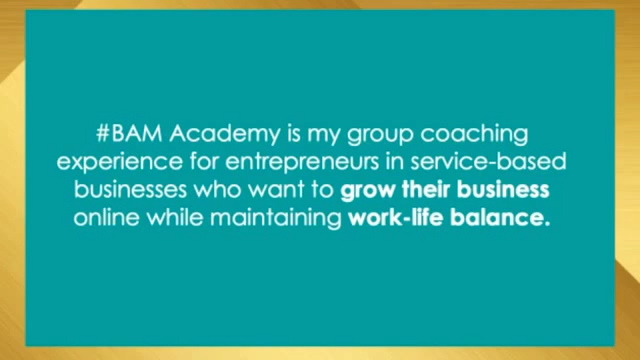 #BAM Academy is my group coaching
experience for entrepreneurs in service-based
businesses who want to grow their business
online while maintaining work-life balance.